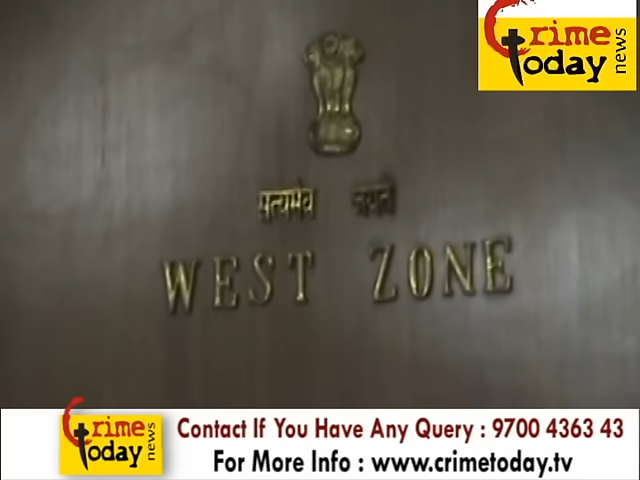 Crime
Today
news
सत्यमेव जयते
WEST ZONE
Crime
Today
news
Contact If You Have Any Query : 9700 4363 43
For More Info : www.crimetoday.tv